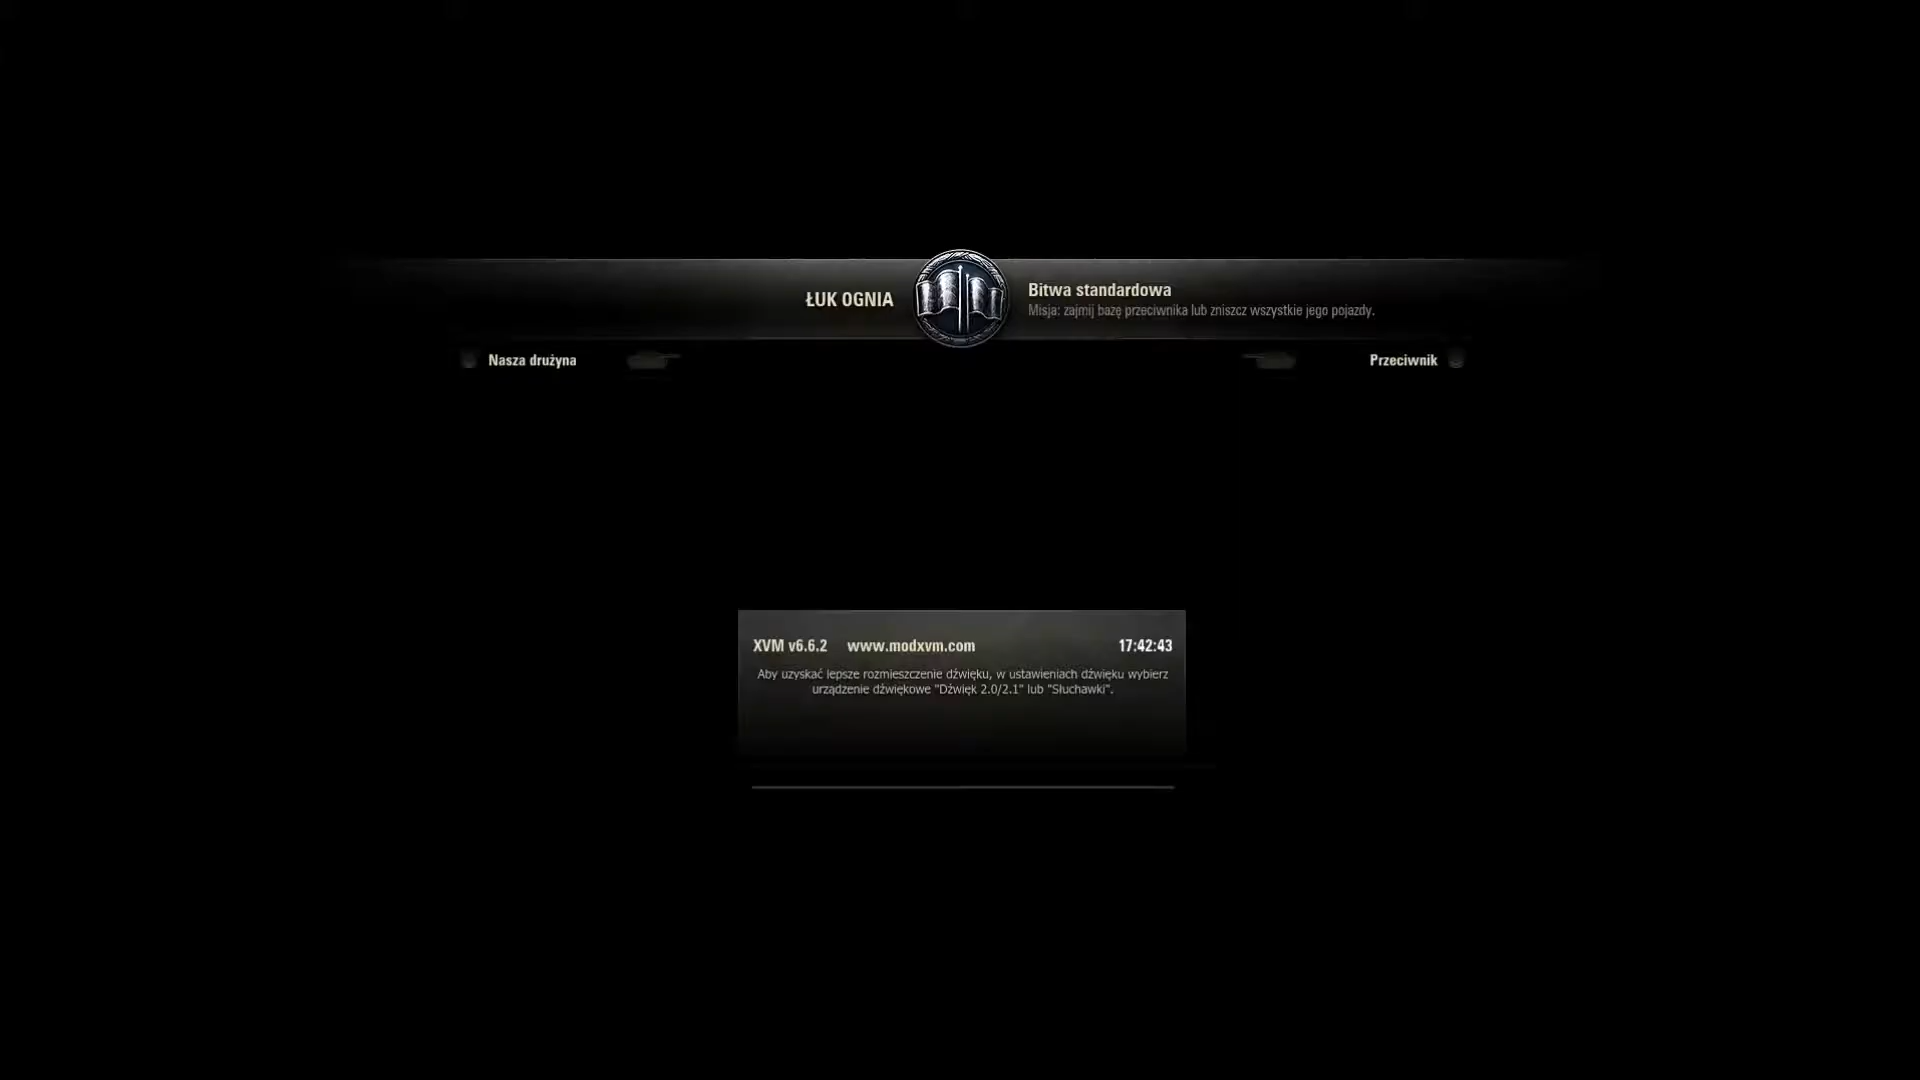 ŁUK OGNIA
Bitwa standardowa
Misja: zajmij bazę przeciwnika lub zniszcz wszystkie jego pojazdy.
Nasza drużyna
Przeciwnik
XVM v6.6.2 www.modxvm.com 17:42:43
Aby uzyskać lepsze rozmieszczenie dźwięku, w ustawieniach dźwięku wybierz
urządzenie dźwiękowe "Dźwięk 2.0/2.1" lub "Słuchawki".